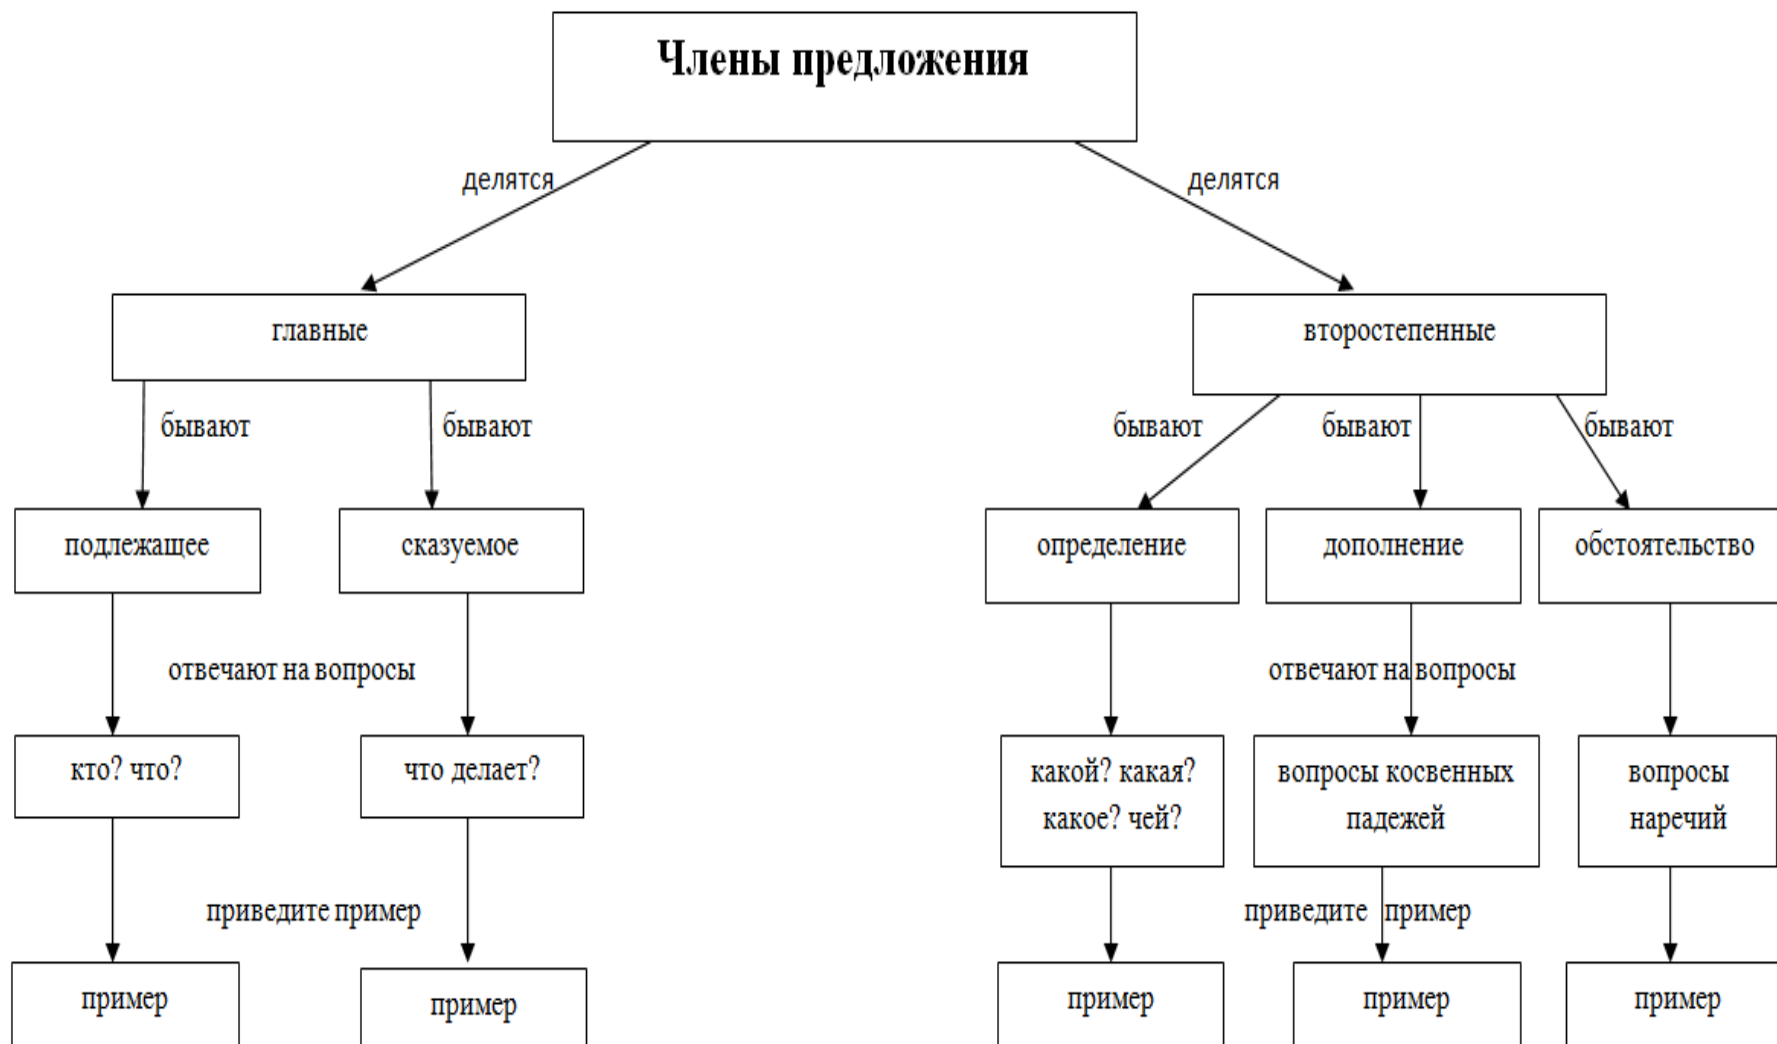 Члены предложения
делятся
делятся
главные
второстепенные
бывают
бывают
бывают
бывают
бывают
подлежащее
сказуемое
определение
дополнение
обстоятельство
отвечают на вопросы
отвечают на вопросы
кто? что?
что делает?
какой? какая?
какое? чей?
вопросы косвенных
падежей
вопросы
наречий
приведите пример
приведите пример
пример
пример
пример
пример
пример